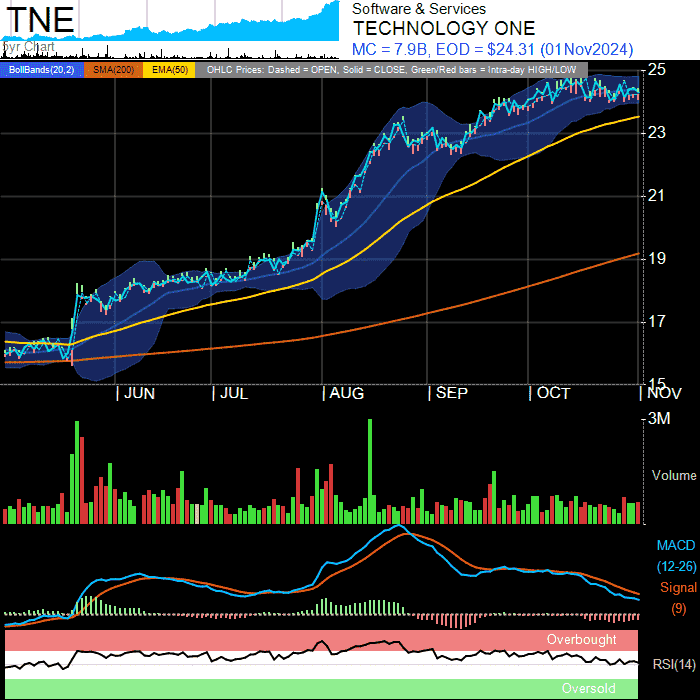 TNE
Software & Services
TECHNOLOGY ONE
MC = 7.9B, EOD = $24.31 (01Nov2024)
Chart
BollBands(20,2) SMA(200) EMA(50) OHLC Prices: Dashed = OPEN, Solid = CLOSE, Green/Red bars = Intra-day HIGH/LOW
25
23
21
19
17
15
JUN JUL AUG SEP OCT NOV
3M
Volume
MACD
(12-26)
Signal
(9)
Overbought
RSI(14)
Oversold